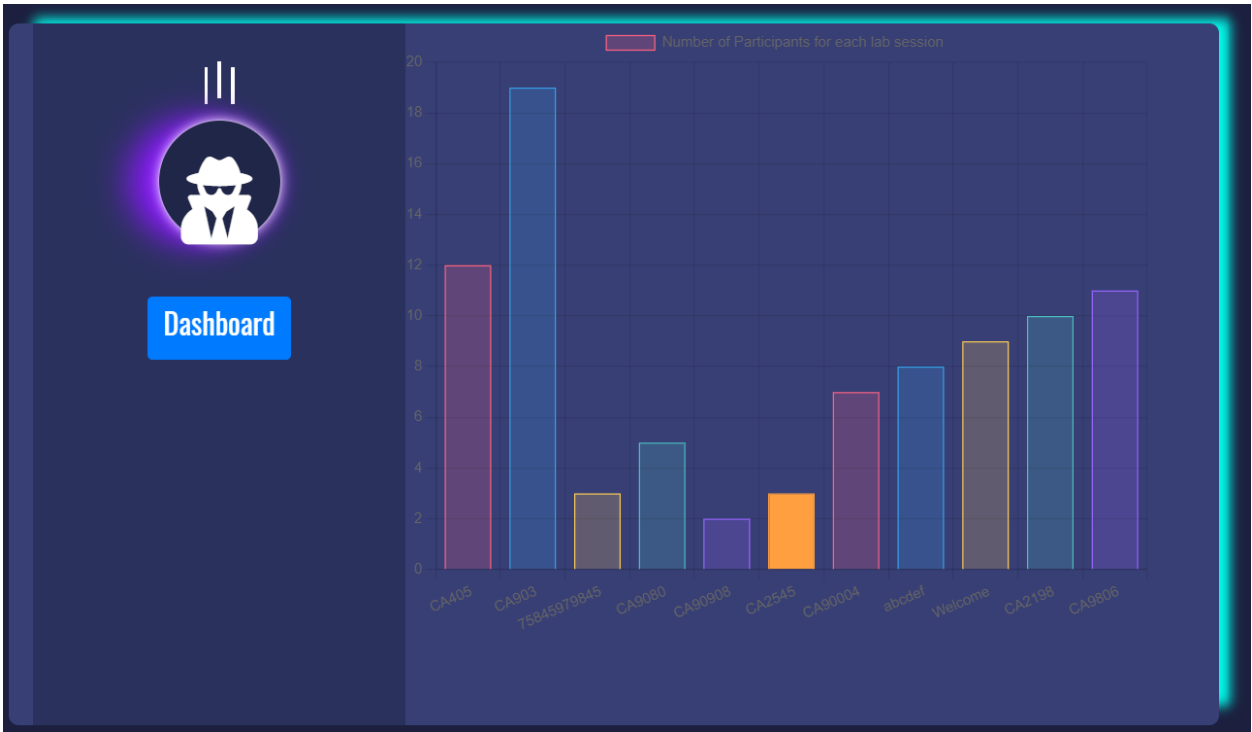 Number of Participants for each lab session
20
18
16
14
12
10
8
6
4
2
0
CA405
CA903
75845979845
CA9080
CA90908
CA2545
CA90004
abcdef
Welcome
CA2198
CA9806
Dashboard